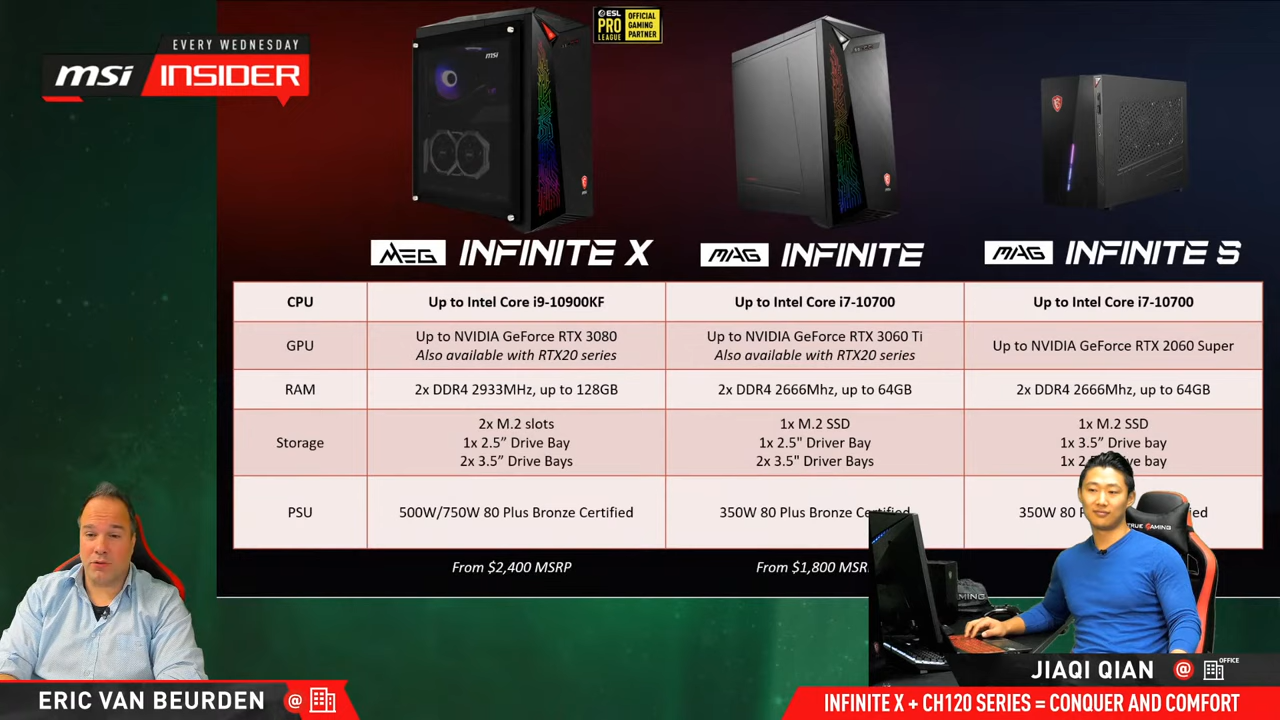 EVERY WEDNESDAY
msi INSIDER
ESL
PRO
LEAGUE
OFFICIAL
GAMING
PARTNER
msi
MEG INFINITE X
MAG INFINITE
MAG INFINITE S
CPU
Up to Intel Core i9-10900KF
Up to Intel Core i7-10700
Up to Intel Core i7-10700
GPU
Up to NVIDIA GeForce RTX 3080
Also available with RTX20 series
Up to NVIDIA GeForce RTX 3060 Ti
Also available with RTX20 series
Up to NVIDIA GeForce RTX 2060 Super
RAM
2x DDR4 2933MHz, up to 128GB
2x DDR4 2666Mhz, up to 64GB
2x DDR4 2666Mhz, up to 64GB
Storage
2x M.2 slots
1x 2.5” Drive Bay
2x 3.5” Drive Bays
1x M.2 SSD
1x 2.5" Driver Bay
2x 3.5" Driver Bays
1x M.2 SSD
1x 3.5” Drive bay
1x bay
PSU
500W/750W 80 Plus Bronze Certified
350W 80 Plus Bronze Certified
350W 80
From $2,400 MSRP
From $1,800
TRUE GAMING
ERIC VAN BEURDEN @
JIAQI QIAN @ OFFICE
INFINITE X + CH120 SERIES = CONQUER AND COMFORT